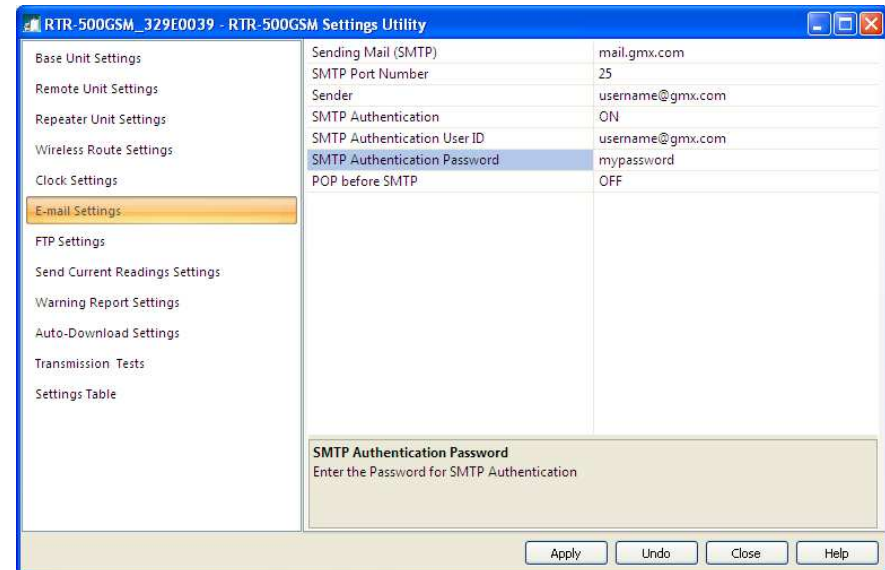 RTR-500GSM_329E0039 - RTR-500GSM Settings Utility
Base Unit Settings
Remote Unit Settings
Repeater Unit Settings
Wireless Route Settings
Clock Settings
E-mail Settings
FTP Settings
Send Current Readings Settings
Warning Report Settings
Auto-Download Settings
Transmission Tests
Settings Table
Sending Mail (SMTP) mail.gmx.com
SMTP Port Number 25
Sender username@gmx.com
SMTP Authentication ON
SMTP Authentication User ID username@gmx.com
SMTP Authentication Password mypassword
POP before SMTP OFF
SMTP Authentication Password
Enter the Password for SMTP Authentication
Apply Undo Close Help